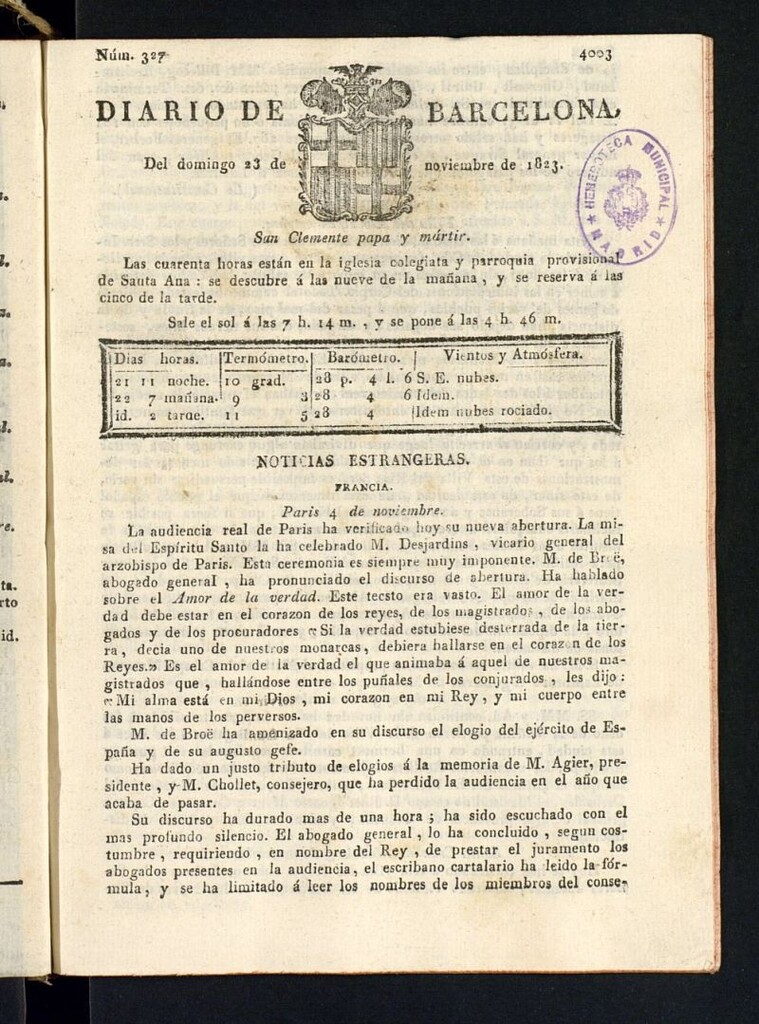 Núm. 327
4003
DIARIO DE BARCELONA,
Del domingo 23 de noviembre de 1823.
HEMEROTECA MUNICIPAL
MADRID
San Clemente papa y mártir.
Las cuarenta horas están en la iglesia colegiata y parroquia provisional
de Santa Ana : se descubre á las nueve de la mañana , y se reserva á las
cinco de la tarde.
Sale el sol á las 7 h. 14 m. , y se pone á las 4 h. 46 m.
Dias horas. Termómetro. Barómetro. Vientos y Atmósfera.
21 11 noche. 10 grad. 28 p. 4 l. 6 S. E. nubes.
22 7 mañana. 9 3 28 4 6 Idem.
id. 2 tarde. 11 5 28 4 Idem nubes rociado.
NOTICIAS ESTRANGERAS.
FRANCIA.
Paris 4 de noviembre.
La audiencia real de Paris ha verificado hoy su nueva abertura. La mi-
sa del Espíritu Santo la ha celebrado M. Desjardins , vicario general del
arzobispo de Paris. Esta ceremonia es siempre muy imponente. M. de Broë,
abogado general , ha pronunciado el discurso de abertura. Ha hablado
sobre el Amor de la verdad. Este tecsto era vasto. El amor de la ver-
dad debe estar en el corazon de los reyes, de los magistrados , de los abo-
gados y de los procuradores «Si la verdad estubiese desterrada de la tier-
ra , decia uno de nuestros monarcas, debiera hallarse en el corazon de los
Reyes.» Es el amor de la verdad el que animaba á aquel de nuestros ma-
gistrados que , hallándose entre los puñales de los conjurados , les dijo :
«Mi alma está en mi Dios , mi corazon en mi Rey , y mi cuerpo entre
las manos de los perversos.
M. de Broë ha amenizado en su discurso el elogio del ejército de Es-
paña y de su augusto gefe.
Ha dado un justo tributo de elogios á la memoria de M. Agier, pre-
sidente , y M. Chollet, consejero, que ha perdido la audiencia en el año que
acaba de pasar.
Su discurso ha durado mas de una hora ; ha sido escuchado con el
mas profundo silencio. El abogado general , lo ha concluido , segun cos-
tumbre , requiriendo , en nombre del Rey , de prestar el juramento los
abogados presentes en la audiencia, el escribano cartalario ha leido la fór-
mula , y se ha limitado á leer los nombres de los miembros del conse-